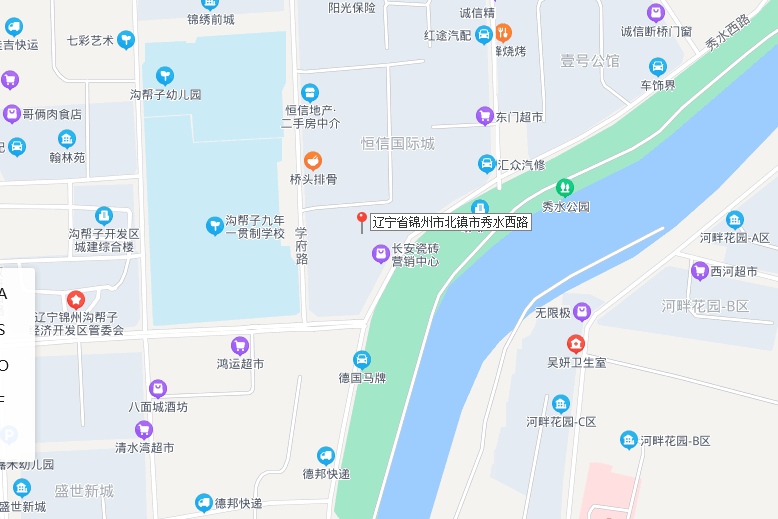 阳光保险
诚信精
锦绣前城
诚信断桥门窗
秀水西路
红途汽配
佳吉快运
七彩艺术
烧烤
壹号公馆
车饰界
沟帮子幼儿园
恒信地产·
二手房中介
哥俩肉食店
东门超市
恒信国际城
翰林苑
汇众汽修
桥头排骨
秀水公园
沟帮子开发区
城建综合楼
沟帮子九年
一贯制学校
辽宁省锦州市北镇市秀水西路
学府路
河畔花园-A区
长安瓷砖
营销中心
西河超市
A
河畔花园-B区
辽宁锦州沟帮子
经济开发区管委会
无限极
S
鸿运超市
吴妍卫生室
O
德国马牌
八面城酒坊
河畔花园-C区
清水湾超市
河畔花园-B区
P
幼儿园
德邦快递
盛世新城
盛世新城
德邦快递